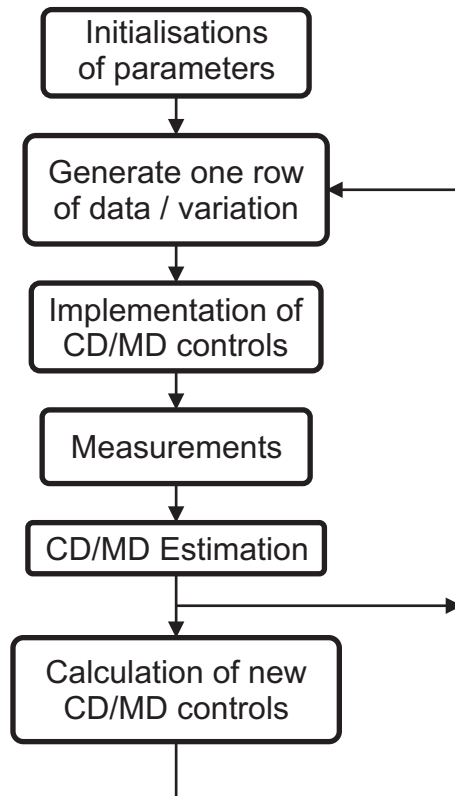 Initialisations
of parameters
Generate one row
of data / variation
Implementation of
CD/MD controls
Measurements
CD/MD Estimation
Calculation of new
CD/MD controls